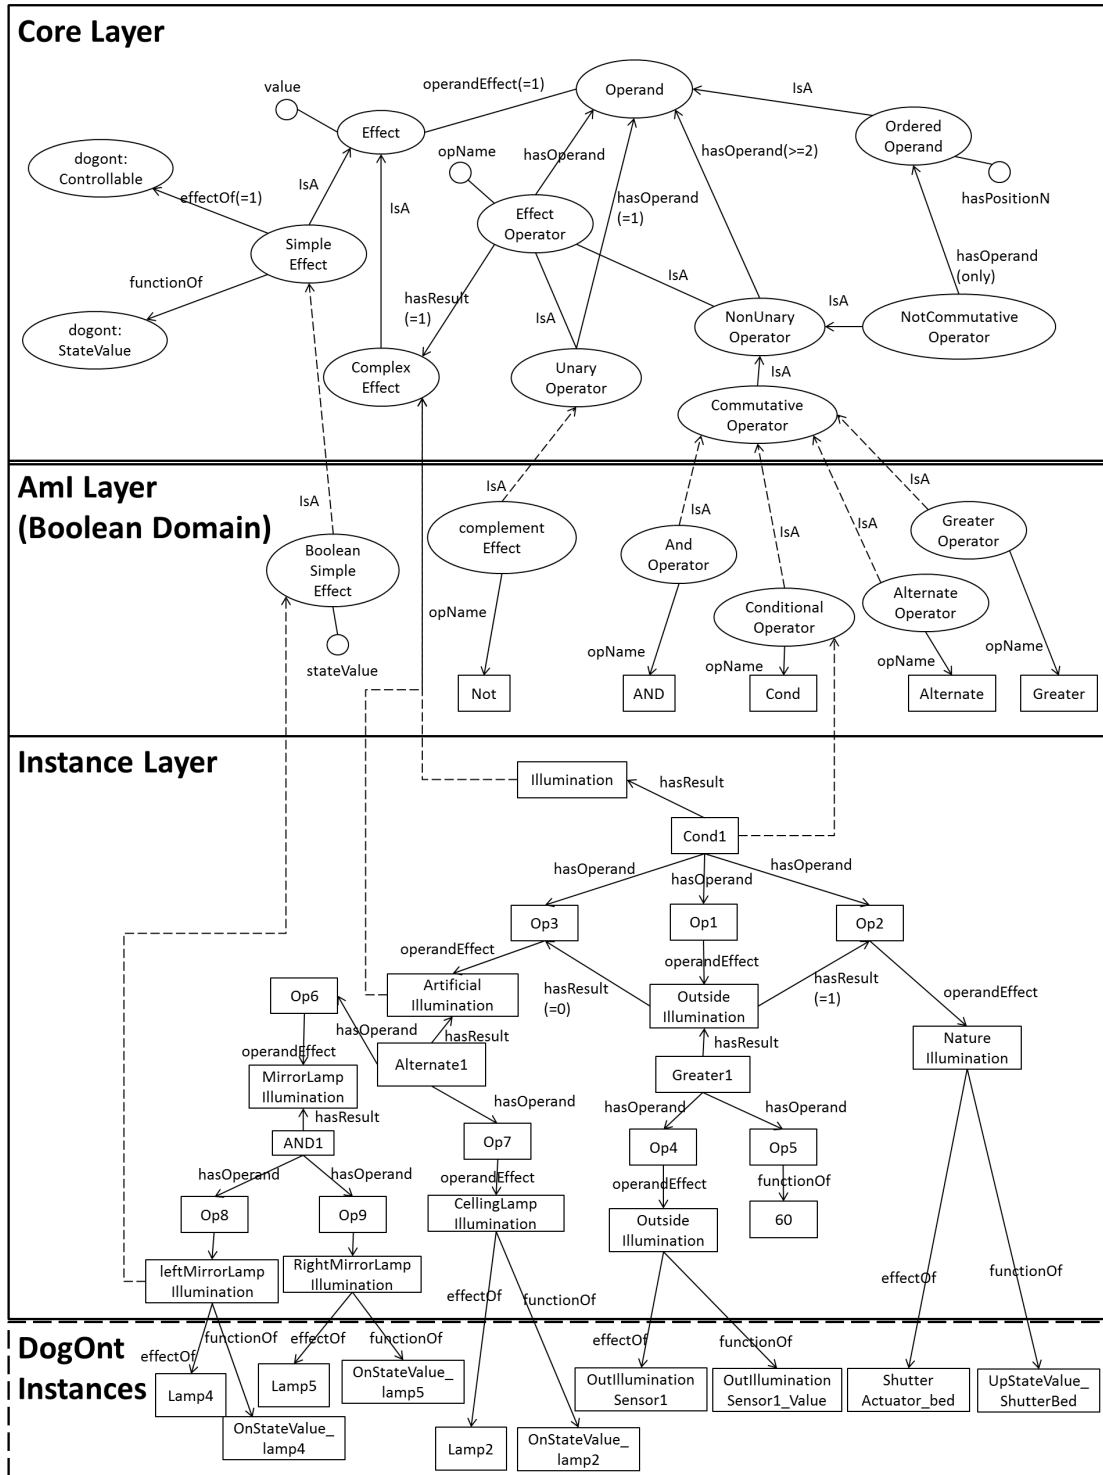 Core Layer
value
operandEffect(=1)
Operand
IsA
Effect
opName
hasOperand
hasOperand(>=2)
Ordered
Operand
dogont:
Controllable
effectOf(=1)
IsA
IsA
hasOperand
(=1)
hasPositionN
Simple
Effect
Effect
Operator
functionOf
hasResult
(=1)
IsA
IsA
hasOperand
(only)
dogont:
StateValue
NonUnary
Operator
IsA
NotCommutative
Operator
Complex
Effect
Unary
Operator
IsA
Commutative
Operator
AmI Layer
(Boolean Domain)
IsA
IsA
IsA
IsA
IsA
IsA
complement
Effect
And
Operator
Greater
Operator
Boolean
Simple
Effect
Conditional
Operator
Alternate
Operator
opName
stateValue
opName
opName
opName
opName
Not
AND
Cond
Alternate
Greater
Instance Layer
Illumination
hasResult
Cond1
hasOperand
hasOperand
hasOperand
Op3
Op1
Op2
operandEffect
operandEffect
Artificial
Illumination
hasResult
(=0)
Outside
Illumination
hasResult
(=1)
operandEffect
Op6
hasOperand
hasResult
hasResult
Nature
Illumination
operandEffect
Alternate1
MirrorLamp
Illumination
Greater1
hasResult
hasOperand
hasOperand
hasOperand
AND1
Op7
Op4
Op5
hasOperand
hasOperand
operandEffect
operandEffect
functionOf
Op8
Op9
CellingLamp
Illumination
Outside
Illumination
60
leftMirrorLamp
Illumination
RightMirrorLamp
Illumination
effectOf
functionOf
effectOf
functionOf
DogOnt
Instances
effectOf
functionOf
effectOf
functionOf
effectOf
functionOf
Lamp4
Lamp5
OnStateValue_
lamp5
OutIllumination
Sensor1
OutIllumination
Sensor1_Value
Shutter
Actuator_bed
UpStateValue_
ShutterBed
OnStateValue_
lamp4
Lamp2
OnStateValue_
lamp2